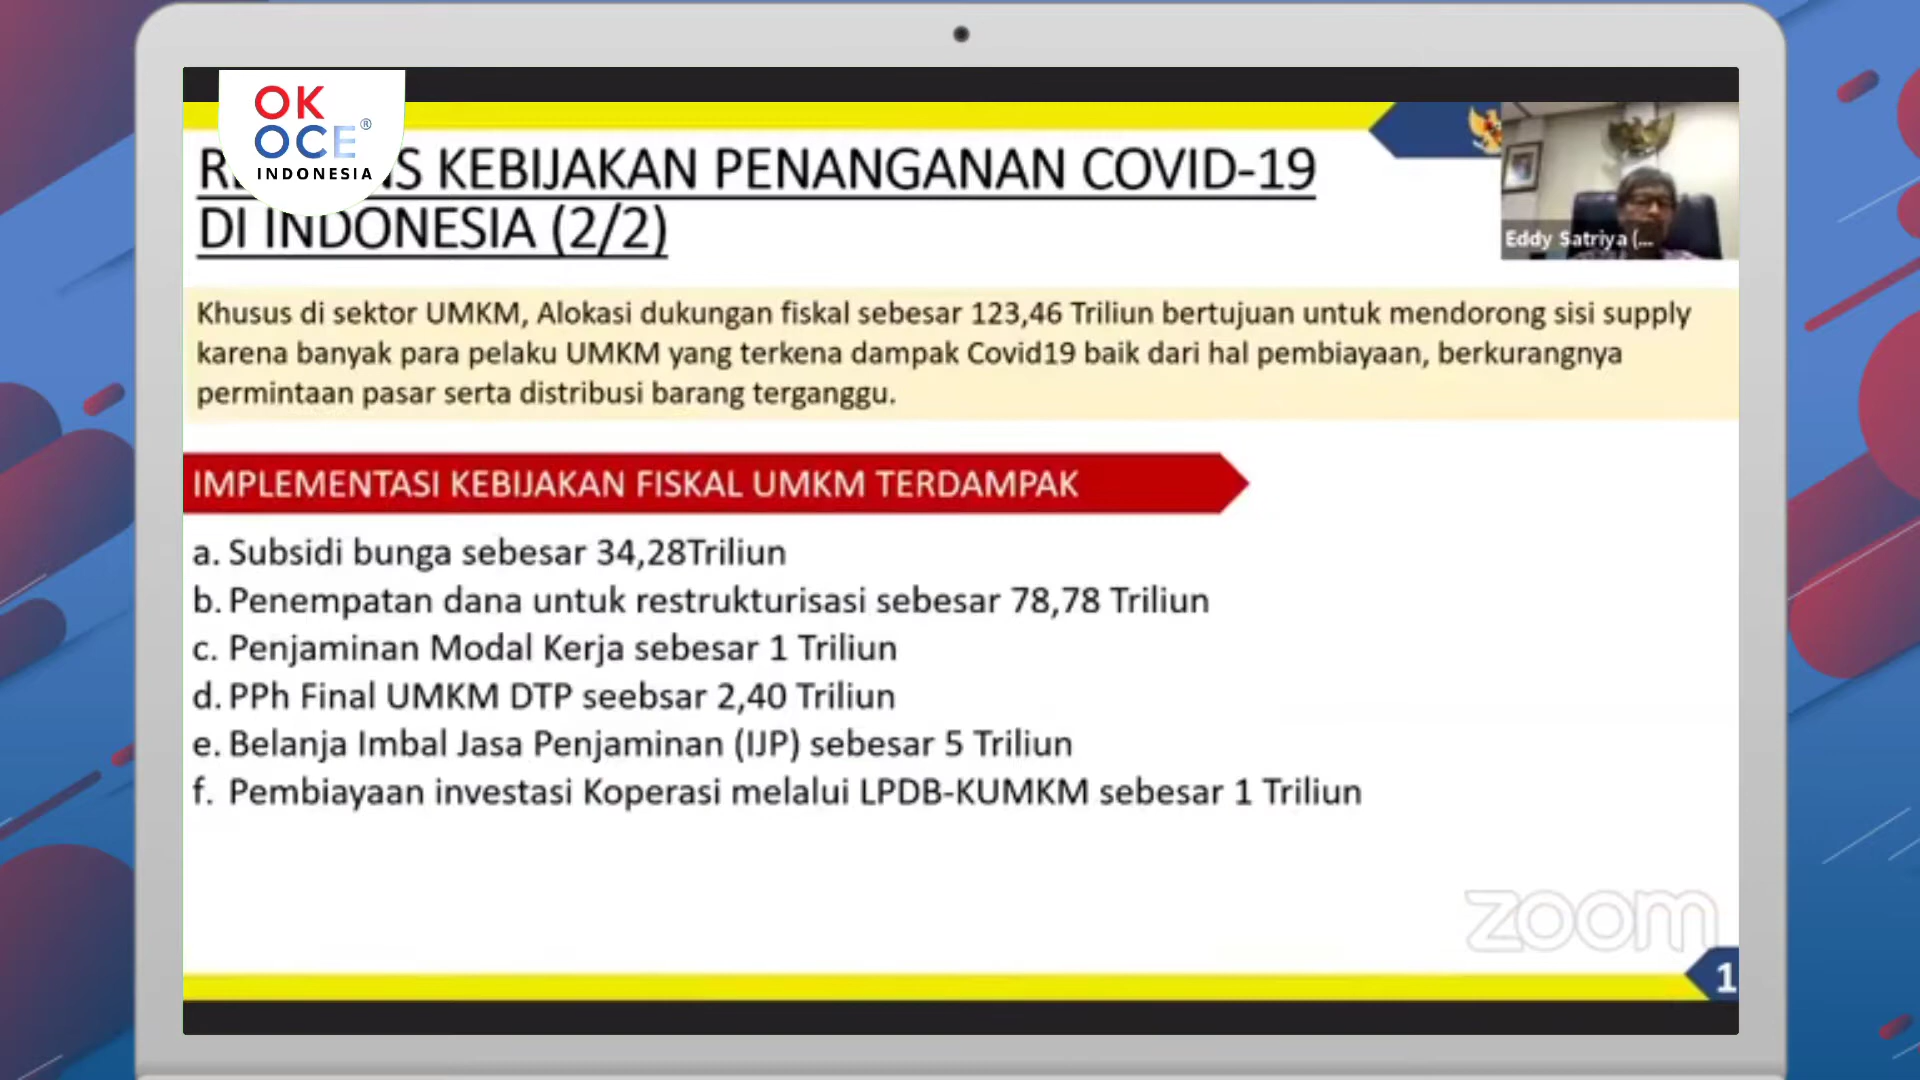 OK
OCE®
INDONESIA
KEBIJAKAN PENANGANAN COVID-19
DI INDONESIA (2/2)
Eddy Satriya (...
Khusus di sektor UMKM, Alokasi dukungan fiskal sebesar 123,46 Triliun bertujuan untuk mendorong sisi supply
karena banyak para pelaku UMKM yang terkena dampak Covid19 baik dari hal pembiayaan, berkurangnya
permintaan pasar serta distribusi barang terganggu.
IMPLEMENTASI KEBIJAKAN FISKAL UMKM TERDAMPAK
a. Subsidi bunga sebesar 34,28Triliun
b. Penempatan dana untuk restrukturisasi sebesar 78,78 Triliun
c. Penjaminan Modal Kerja sebesar 1 Triliun
d. PPh Final UMKM DTP seebsar 2,40 Triliun
e. Belanja Imbal Jasa Penjaminan (IJP) sebesar 5 Triliun
f. Pembiayaan investasi Koperasi melalui LPDB-KUMKM sebesar 1 Triliun
zoom
1